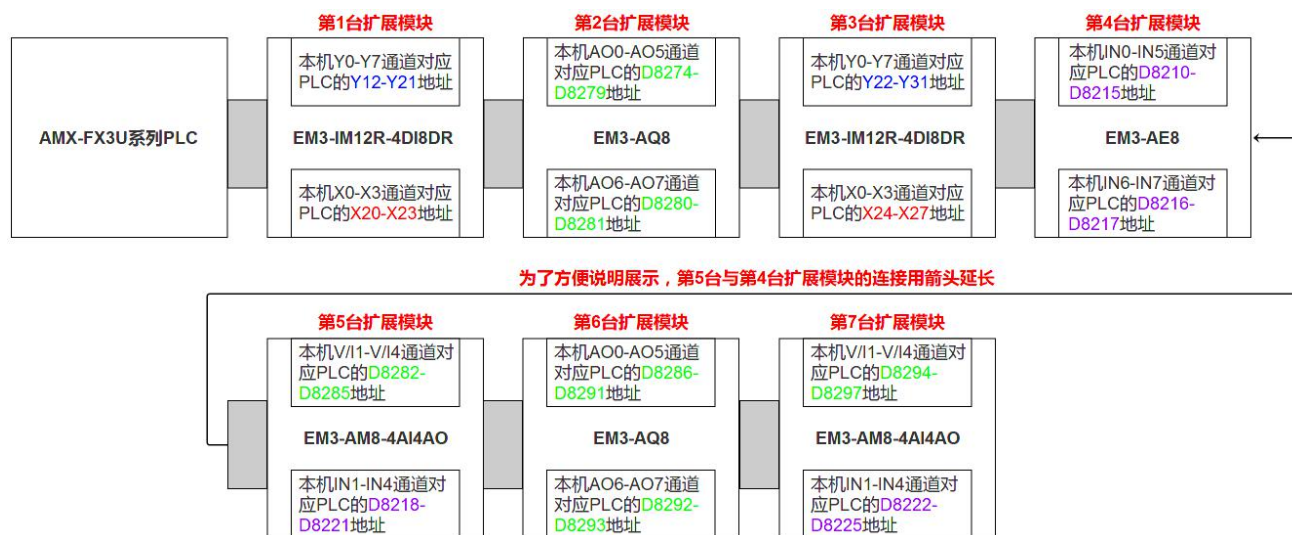 第1台扩展模块
第2台扩展模块
第3台扩展模块
第4台扩展模块
AMX-FX3U系列PLC
本机Y0-Y7通道对应
PLC的Y12-Y21地址
EM3-IM12R-4DI8DR
本机X0-X3通道对应
PLC的X20-X23地址
本机AO0-AO5通道
对应PLC的D8274-
D8279地址
EM3-AQ8
本机AO6-AO7通道
对应PLC的D8280-
D8281地址
本机Y0-Y7通道对应
PLC的Y22-Y31地址
EM3-IM12R-4DI8DR
本机X0-X3通道对应
PLC的X24-X27地址
本机IN0-IN5通道对
应PLC的D8210-
D8215地址
EM3-AE8
本机IN6-IN7通道对
应PLC的D8216-
D8217地址
为了方便说明展示，第5台与第4台扩展模块的连接用箭头延长
第5台扩展模块
第6台扩展模块
第7台扩展模块
本机V/I1-V/I4通道对
应PLC的D8282-
D8285地址
EM3-AM8-4AI4AO
本机IN1-IN4通道对
应PLC的D8218-
D8221地址
本机AO0-AO5通道
对应PLC的D8286-
D8291地址
EM3-AQ8
本机AO6-AO7通道
对应PLC的D8292-
D8293地址
本机V/I1-V/I4通道对
应PLC的D8294-
D8297地址
EM3-AM8-4AI4AO
本机IN1-IN4通道对
应PLC的D8222-
D8225地址